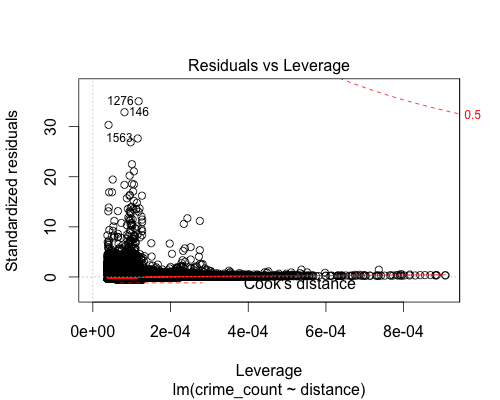 Residuals vs Leverage
Standardized residuals
0
10
20
30
1276
146
1563
0.5
Cook's distance
0e+00
2e-04
4e-04
6e-04
8e-04
Leverage
lm(crime_count ~ distance)